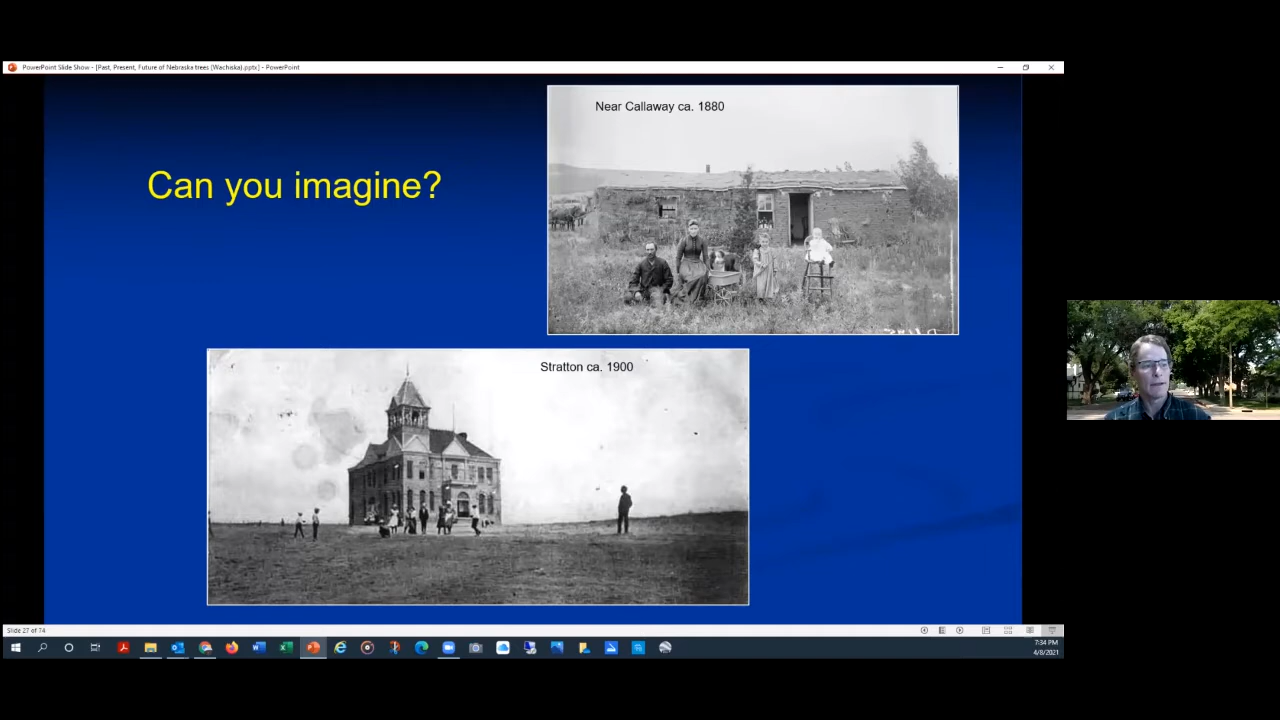 PowerPoint Slide Show - [Past, Present, Future of Nebraska trees (Wachiska).pptx] - PowerPoint
Near Callaway ca. 1880
Can you imagine?
Stratton ca. 1900
Slide 27 of 74
7:34 PM
4/8/2021